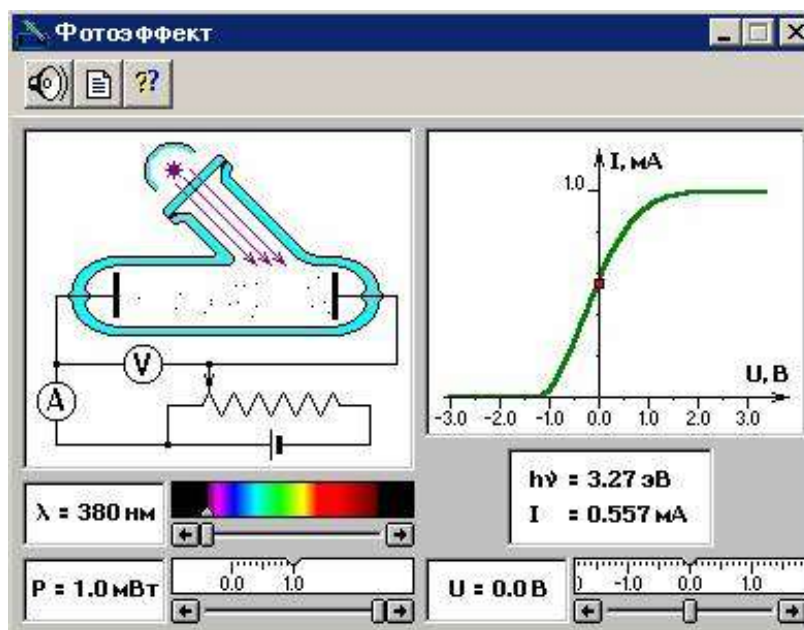 Фотоэффект
??
I, мА
1.0
U, В
-3.0 -2.0 -1.0 0.0 1.0 2.0 3.0
V
A
λ = 380 нм
hν = 3.27 эВ
I = 0.557 мА
P = 1.0 мВт
0.0 1.0
U = 0.0 В
0 -1.0 0.0 1.0